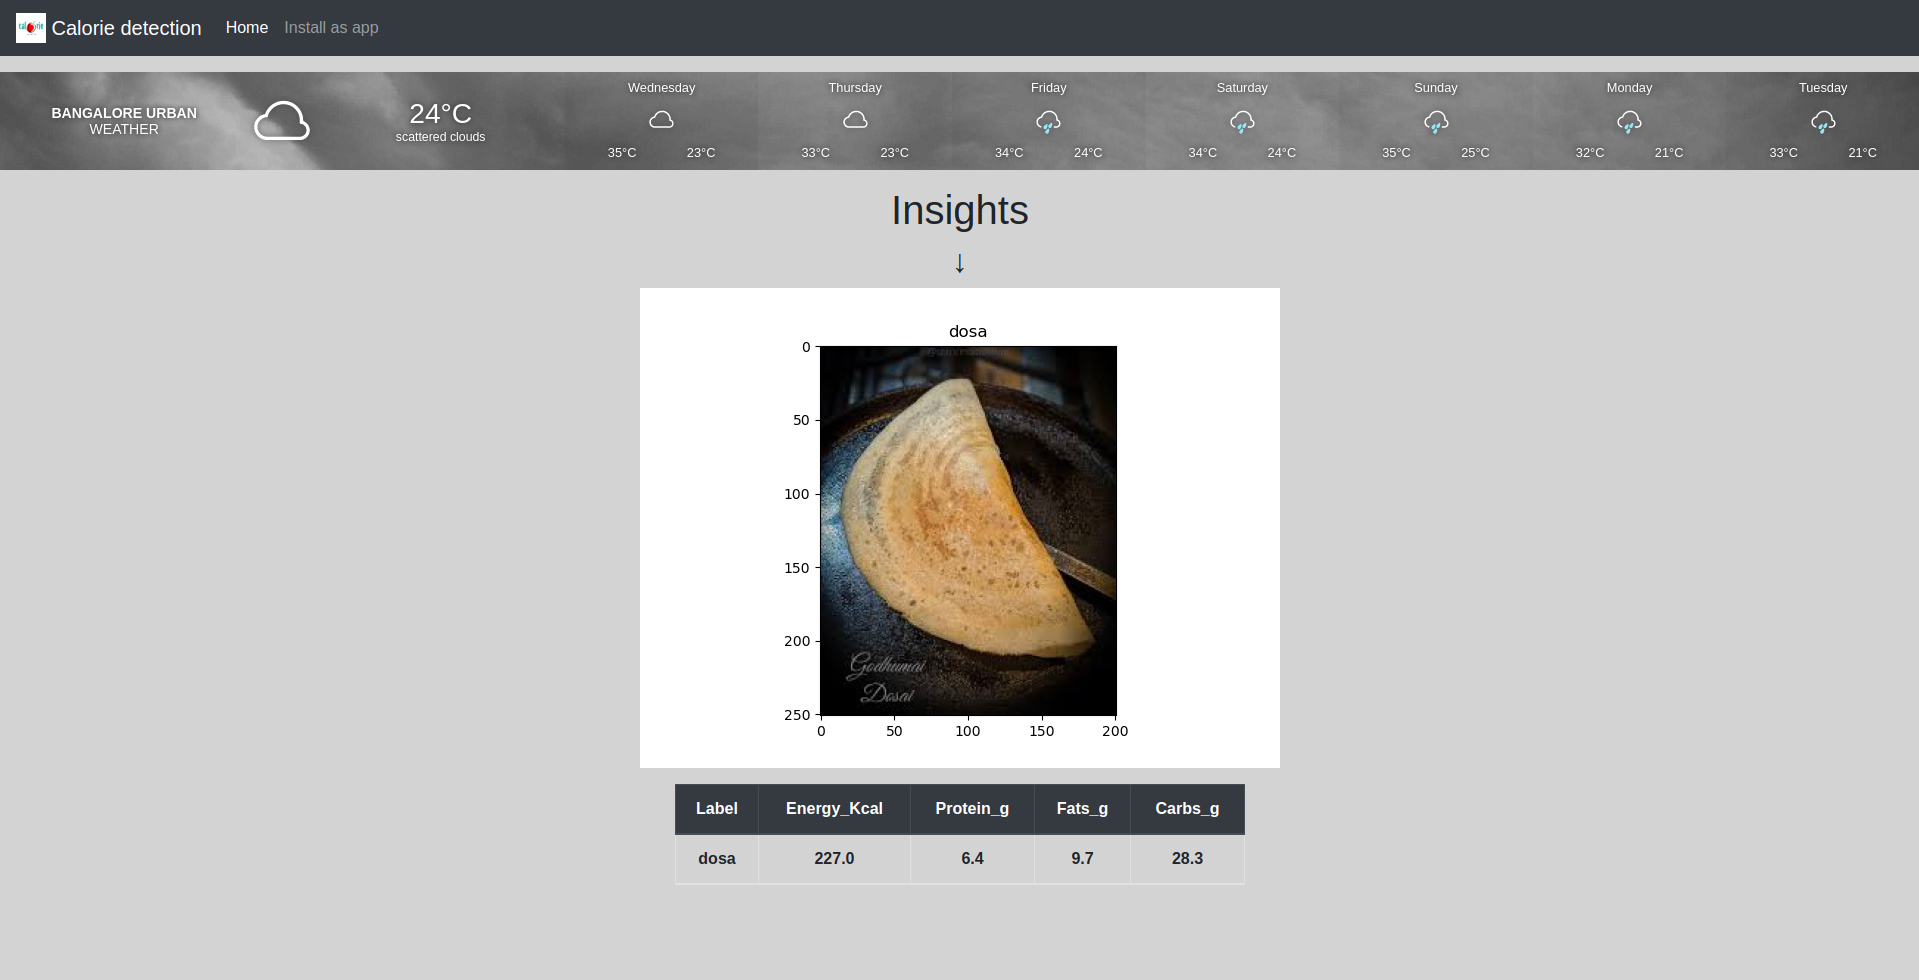 Calorie detection Home Install as app
BANGALORE URBAN
WEATHER
24°C
scattered clouds
Wednesday
35°C 23°C
Thursday
33°C 23°C
Friday
34°C 24°C
Saturday
34°C 24°C
Sunday
35°C 25°C
Monday
32°C 21°C
Tuesday
33°C 21°C
Insights
↓
dosa
0
50
100
150
200
250
0 50 100 150 200
Godhumai
Dosai
Label Energy_Kcal Protein_g Fats_g Carbs_g
dosa 227.0 6.4 9.7 28.3